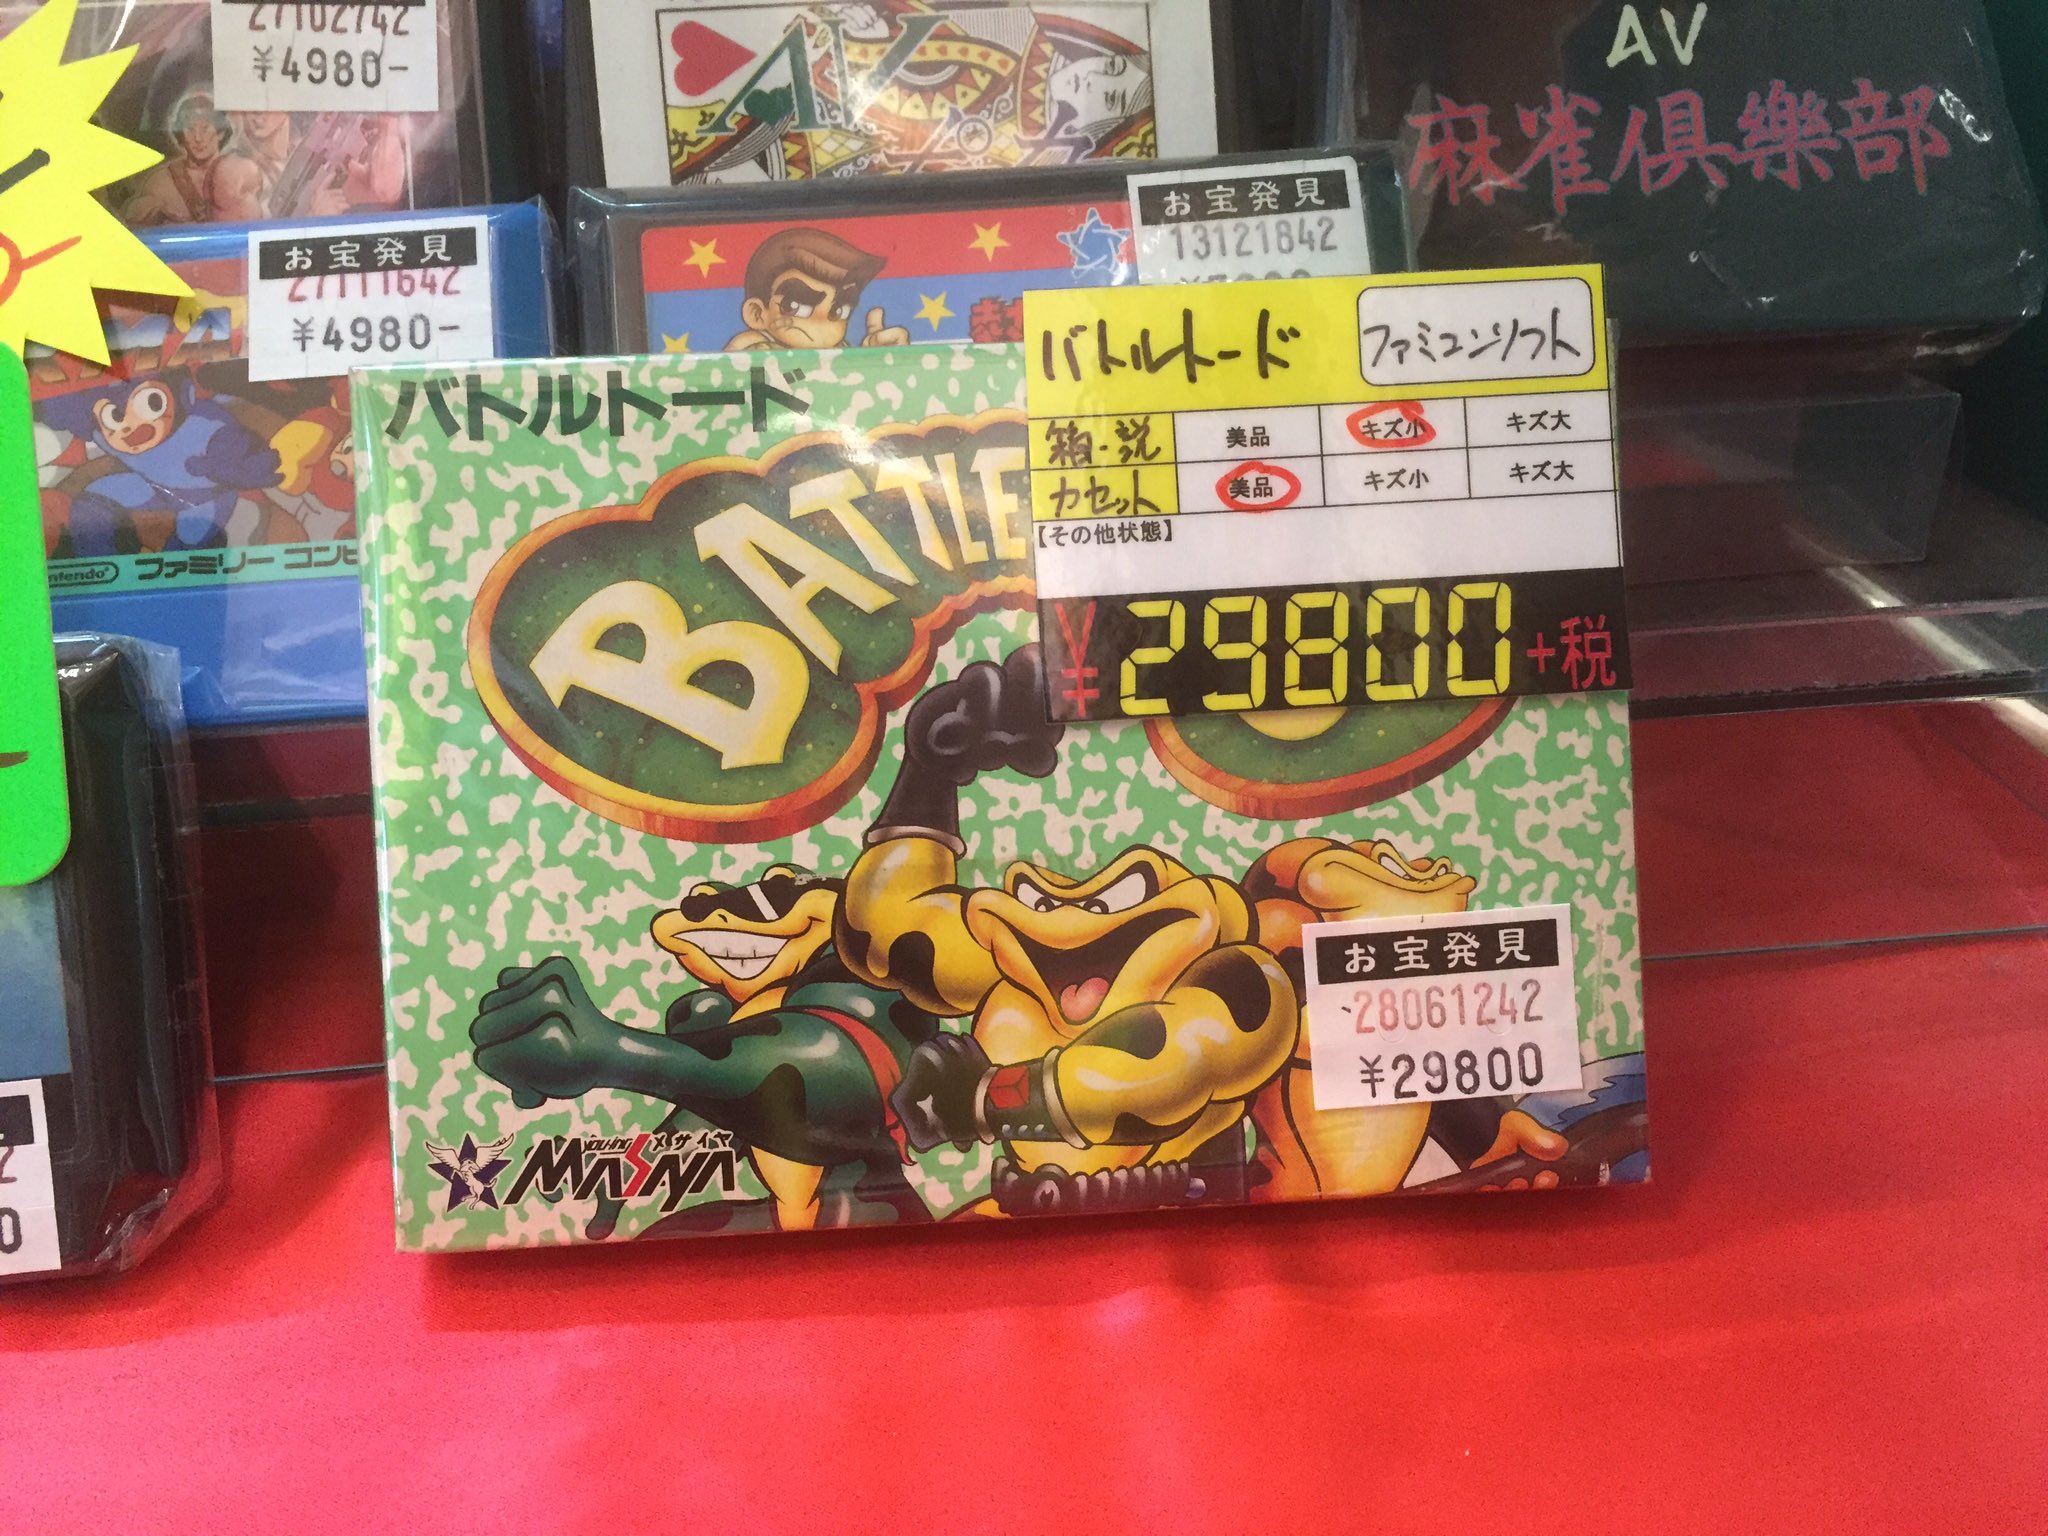 27102742
¥4980-
お宝発見
27111642
¥4980-
Nintendo
ファミリー コンピ
AV
お宝発見
13121842
AV
麻雀倶樂部
バトルトード
ファミコンソフト
箱・説 美品 キズ小 キズ大
カセット 美品 キズ小 キズ大
【その他状態】
¥29800+税
バトルトード
BATTLE
お宝発見
28061242
¥29800
メサイヤ
MASAYA